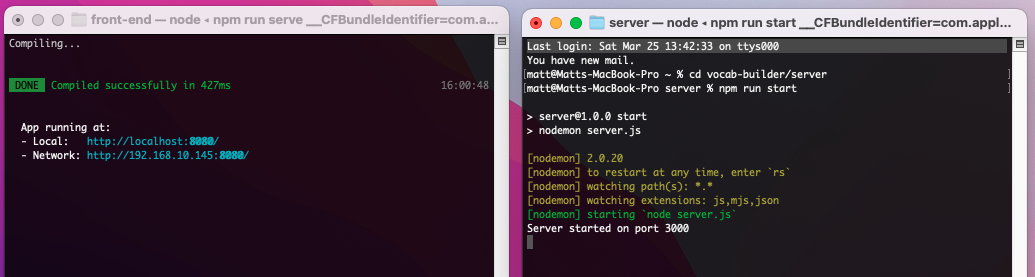 front-end — node ◂ npm run serve __CFBundleIdentifier=com.a...
Compiling...
DONE Compiled successfully in 427ms 16:00:48
App running at:
- Local: http://localhost:8080/
- Network: http://192.168.10.145:8080/
server — node ◂ npm run start __CFBundleIdentifier=com.appl...
Last login: Sat Mar 25 13:42:33 on ttys000
You have new mail.
[matt@Matts-MacBook-Pro ~ % cd vocab-builder/server ]
[matt@Matts-MacBook-Pro server % npm run start ]
> server@1.0.0 start
> nodemon server.js
[nodemon] 2.0.20
[nodemon] to restart at any time, enter `rs`
[nodemon] watching path(s): *.*
[nodemon] watching extensions: js,mjs,json
[nodemon] starting `node server.js`
Server started on port 3000